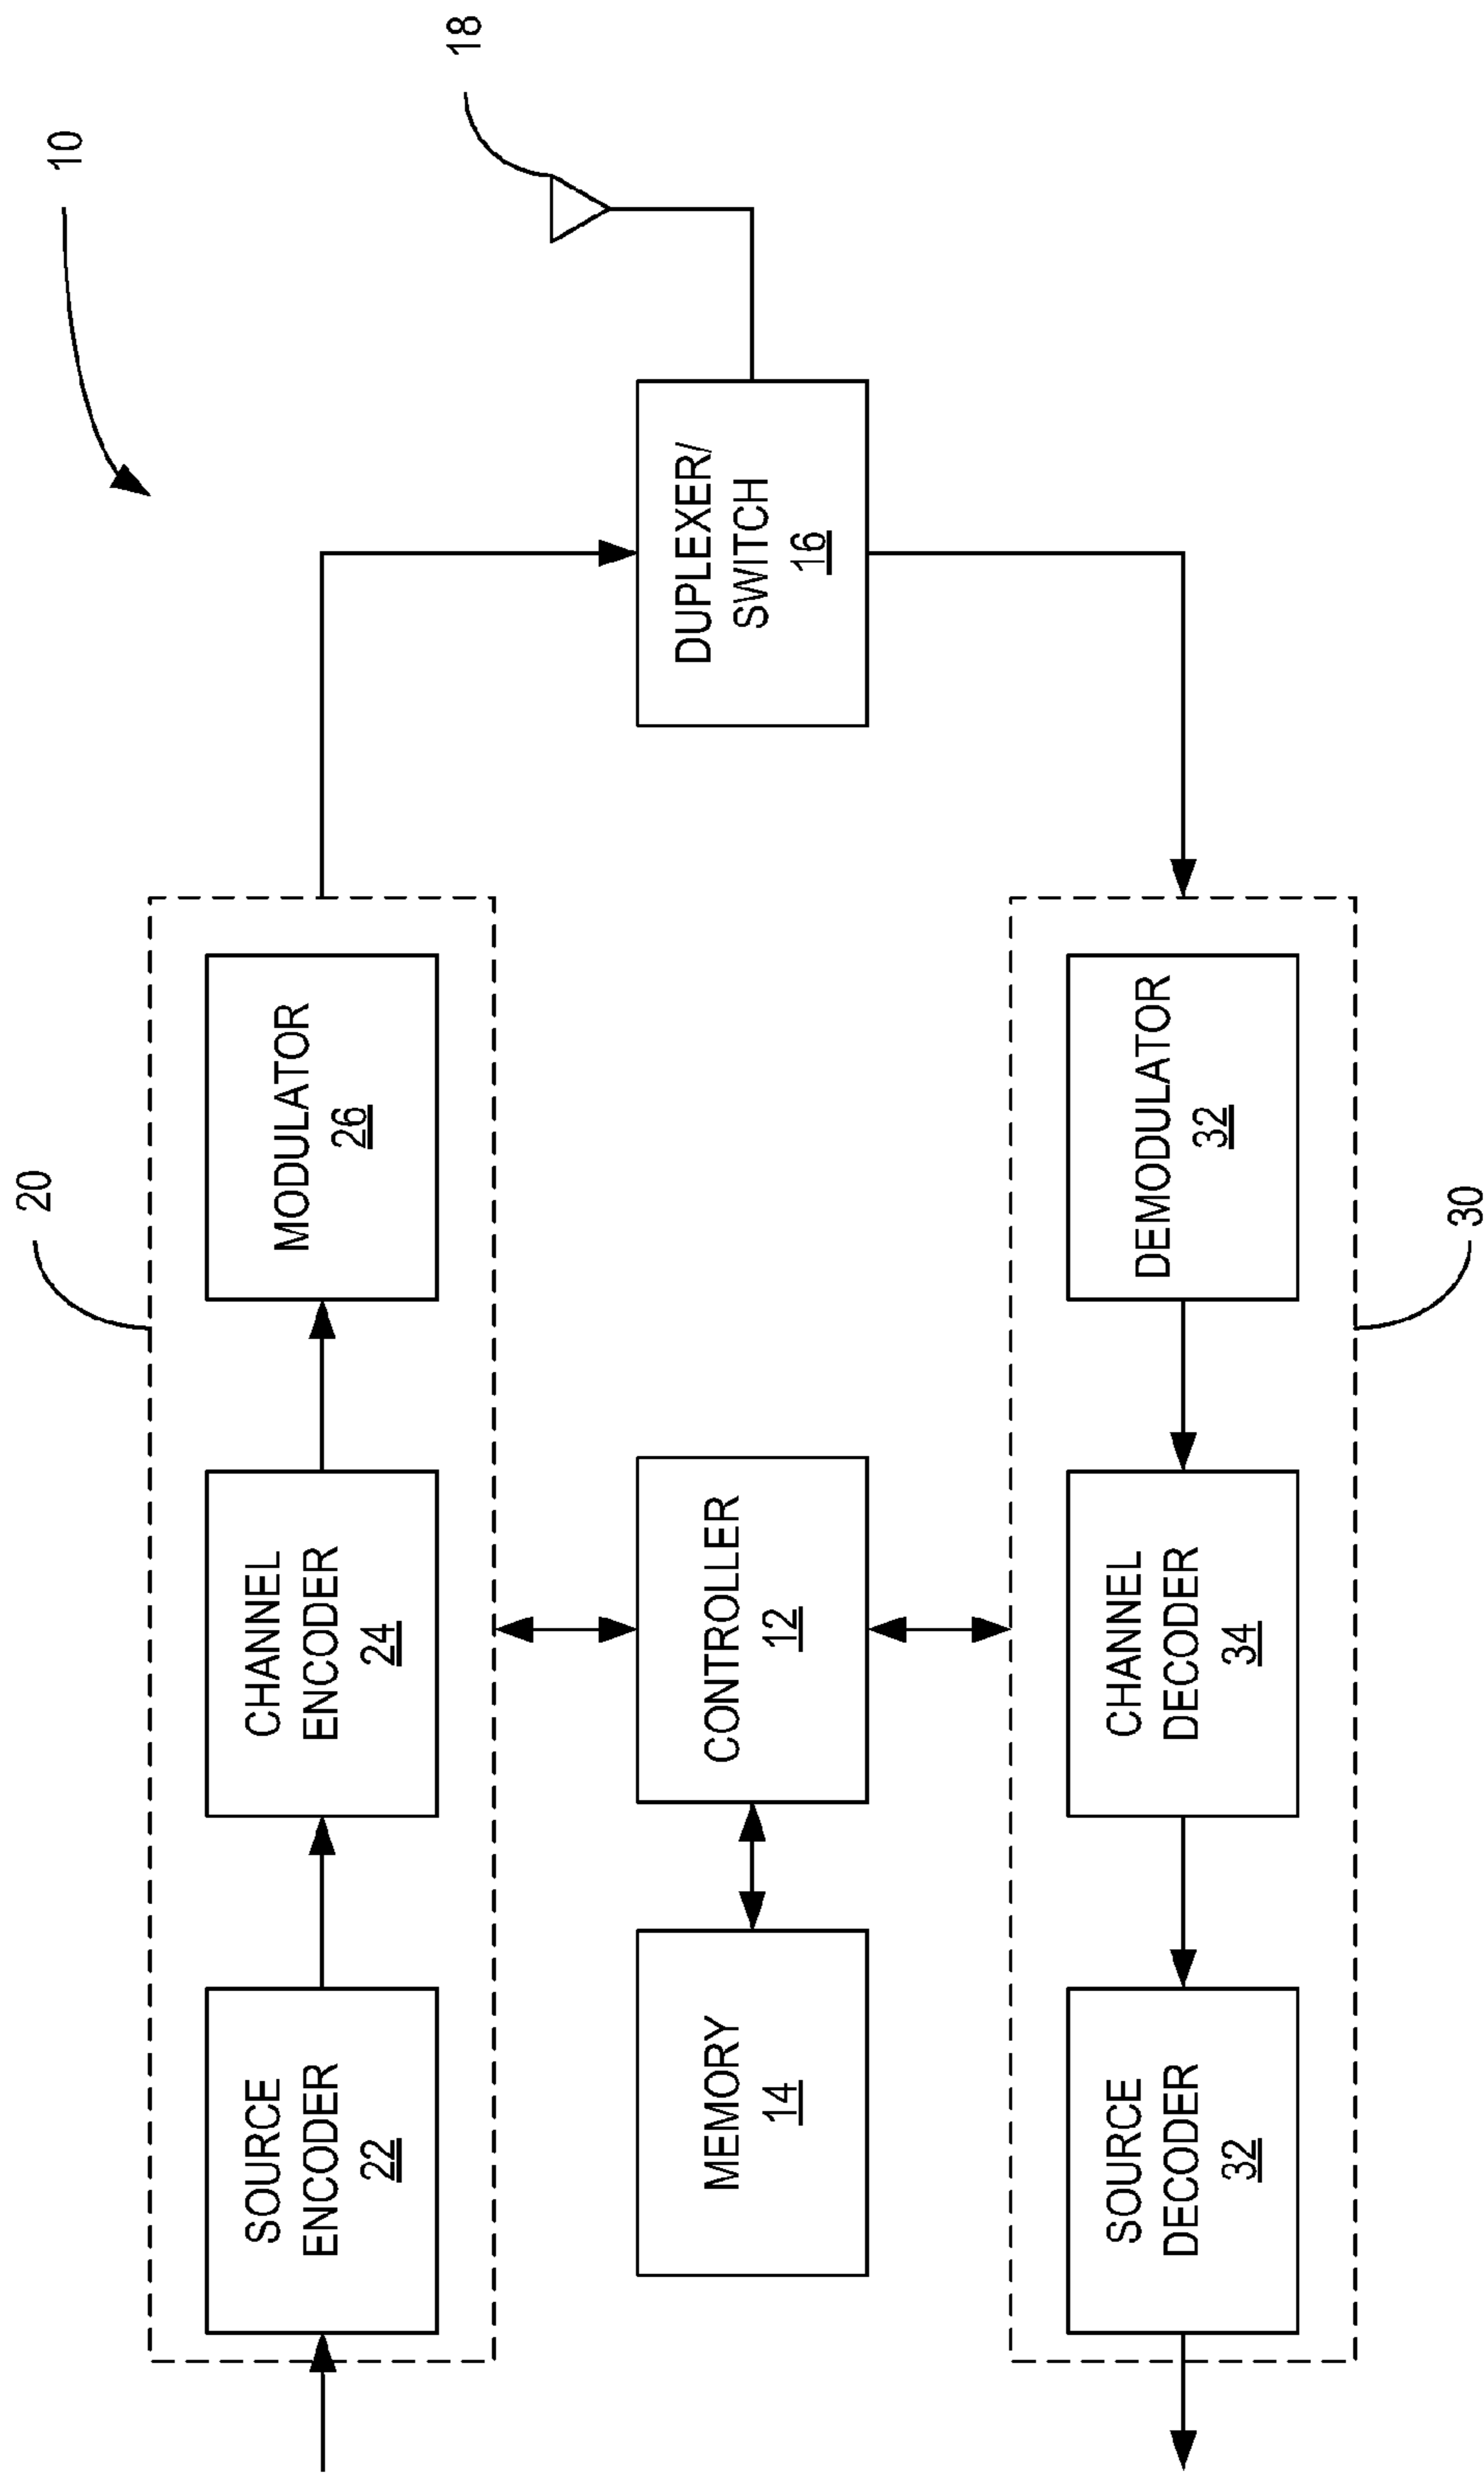 10
18
20
SOURCE
ENCODER
22
CHANNEL
ENCODER
24
MODULATOR
26
MEMORY
14
CONTROLLER
12
DUPLEXER/
SWITCH
16
SOURCE
DECODER
32
CHANNEL
DECODER
34
DEMODULATOR
32
30